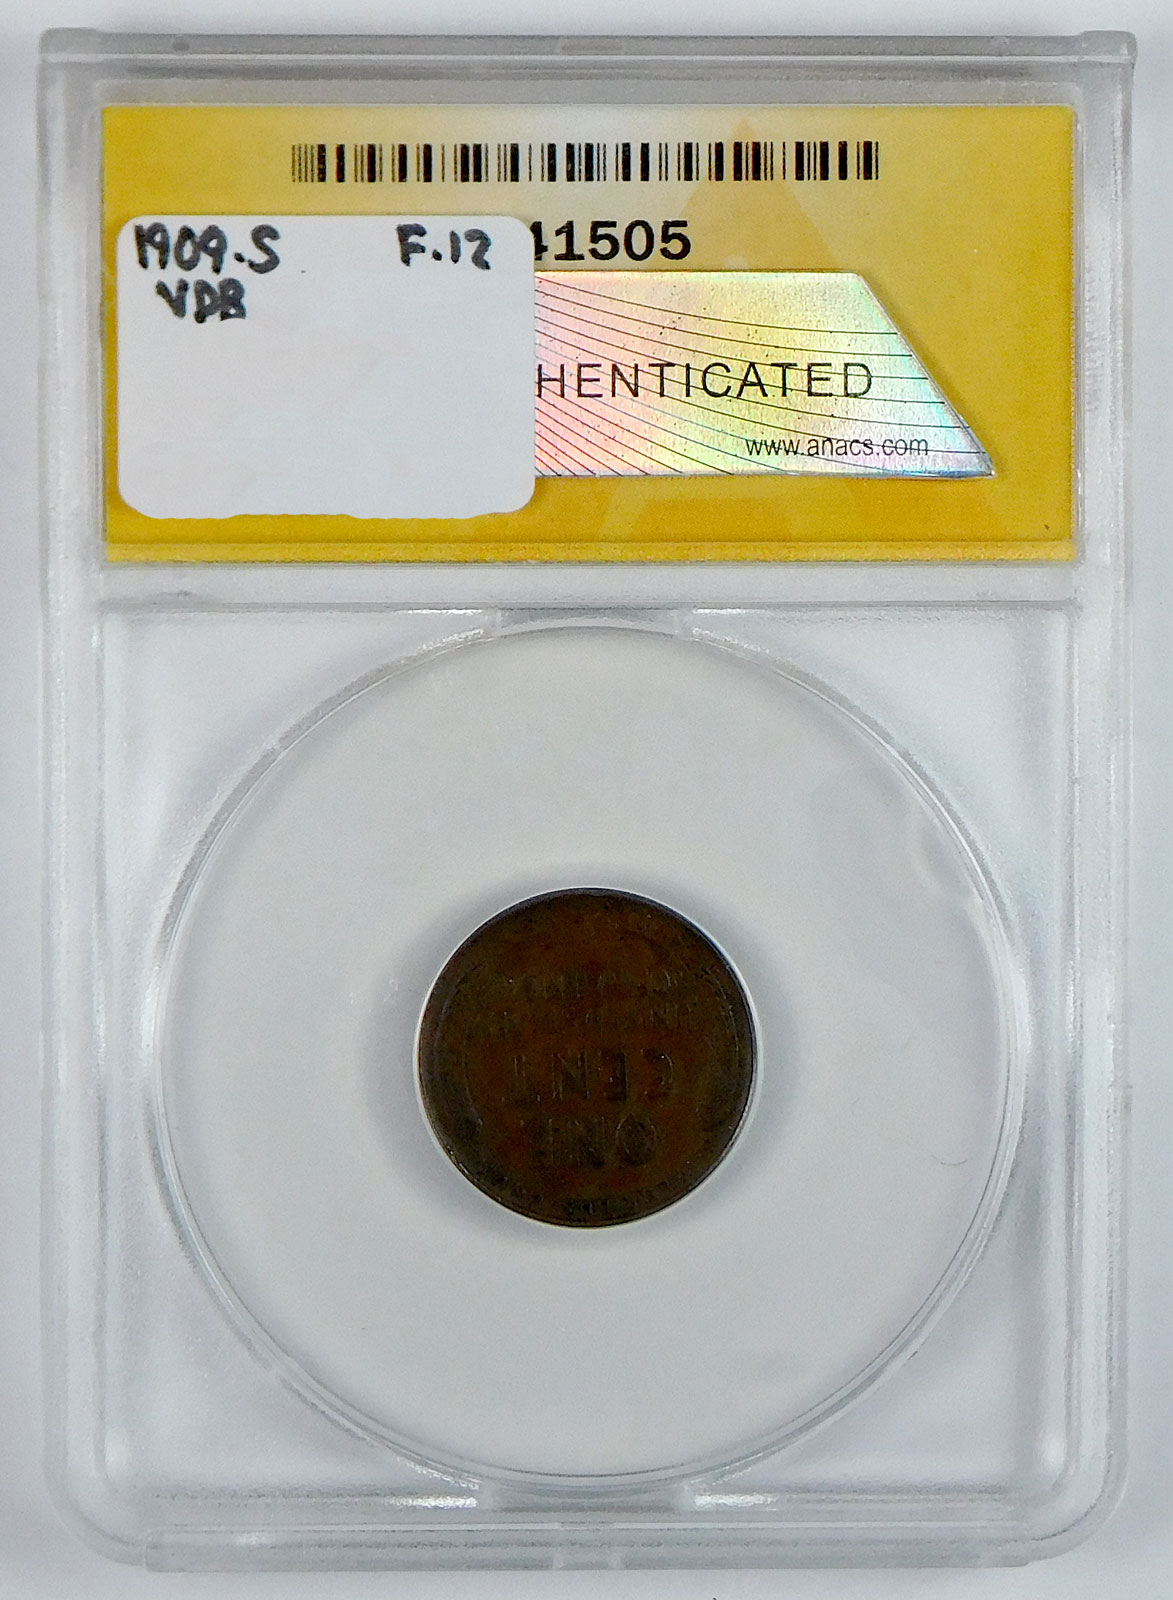 41505
1909-S F-12
VDB
HENTICATED
www.anacs.com
ONE
CENT